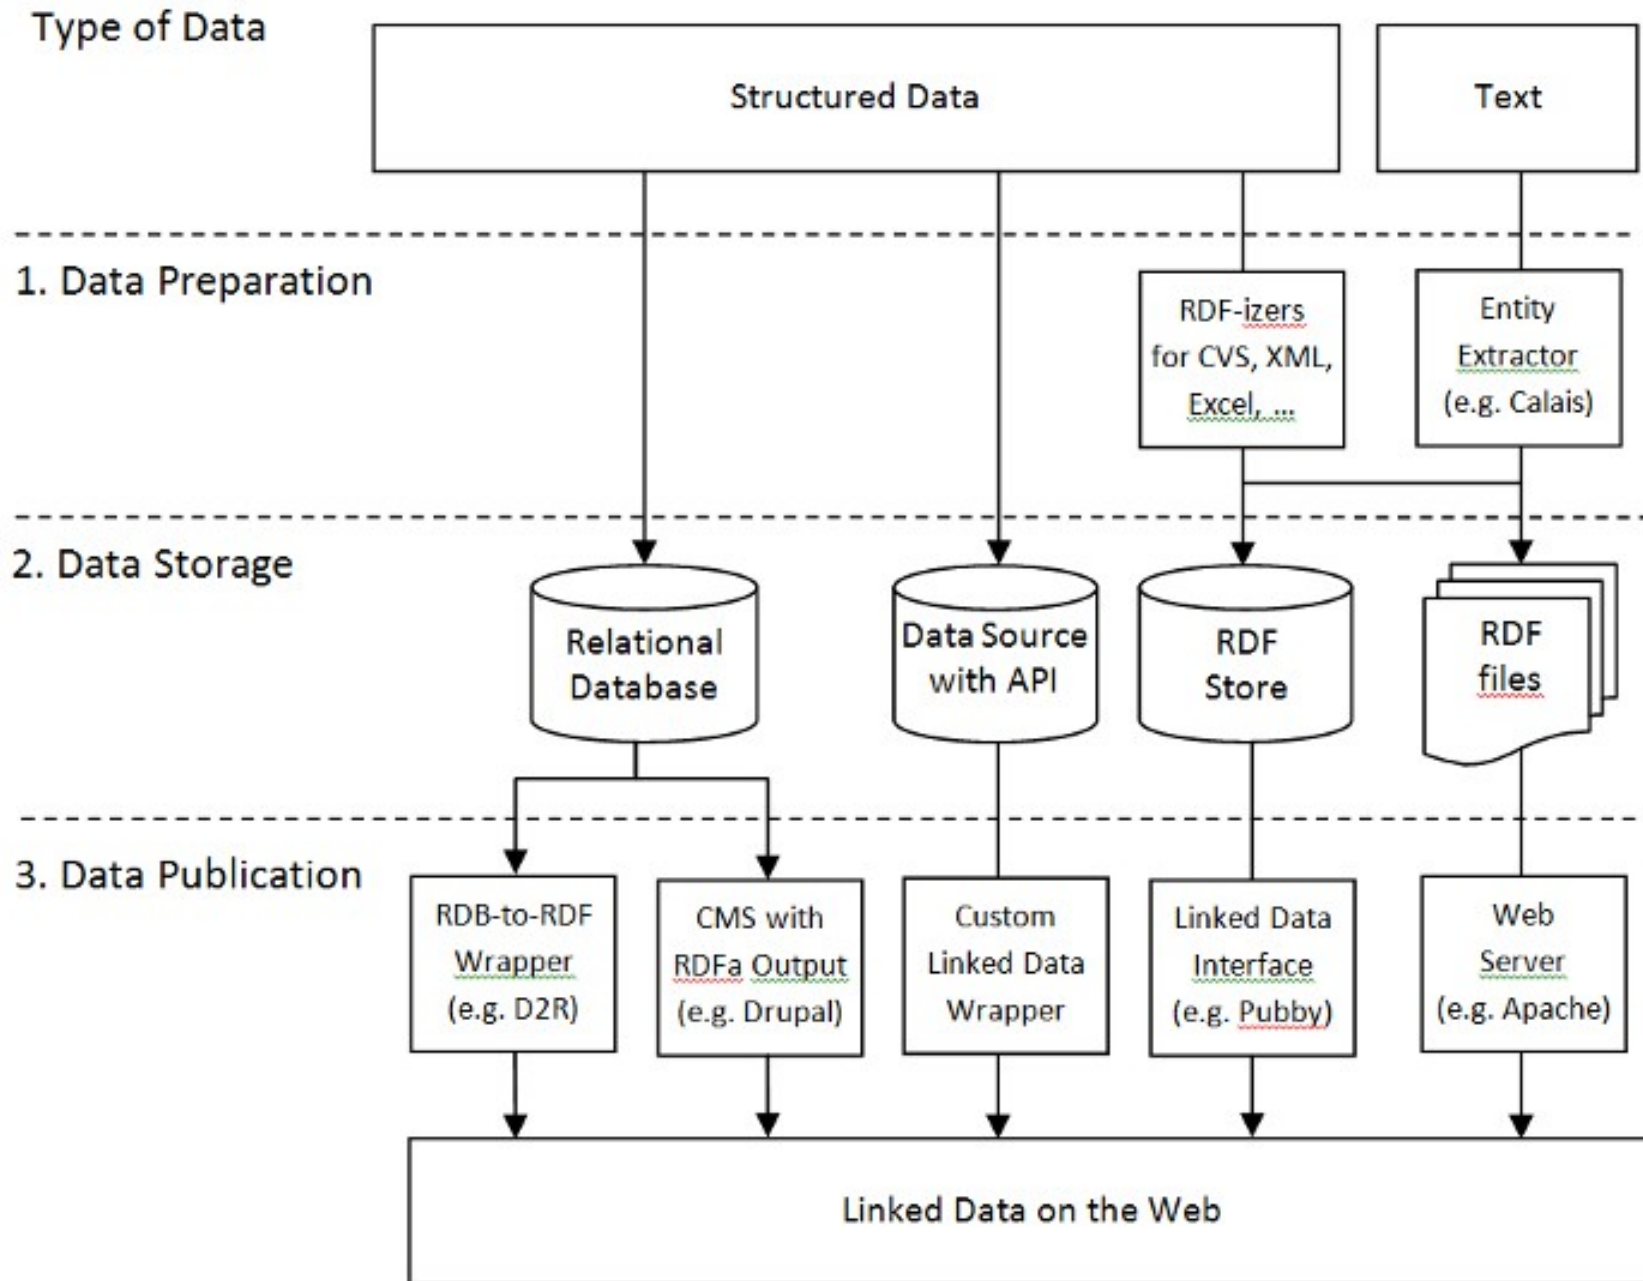 Type of Data
Structured Data
Text
1. Data Preparation
RDF-izers
for CVS, XML,
Excel, ...
Entity
Extractor
(e.g. Calais)
2. Data Storage
Relational
Database
Data Source
with API
RDF
Store
RDF
files
3. Data Publication
RDB-to-RDF
Wrapper
(e.g. D2R)
CMS with
RDFa Output
(e.g. Drupal)
Custom
Linked Data
Wrapper
Linked Data
Interface
(e.g. Pubby)
Web
Server
(e.g. Apache)
Linked Data on the Web